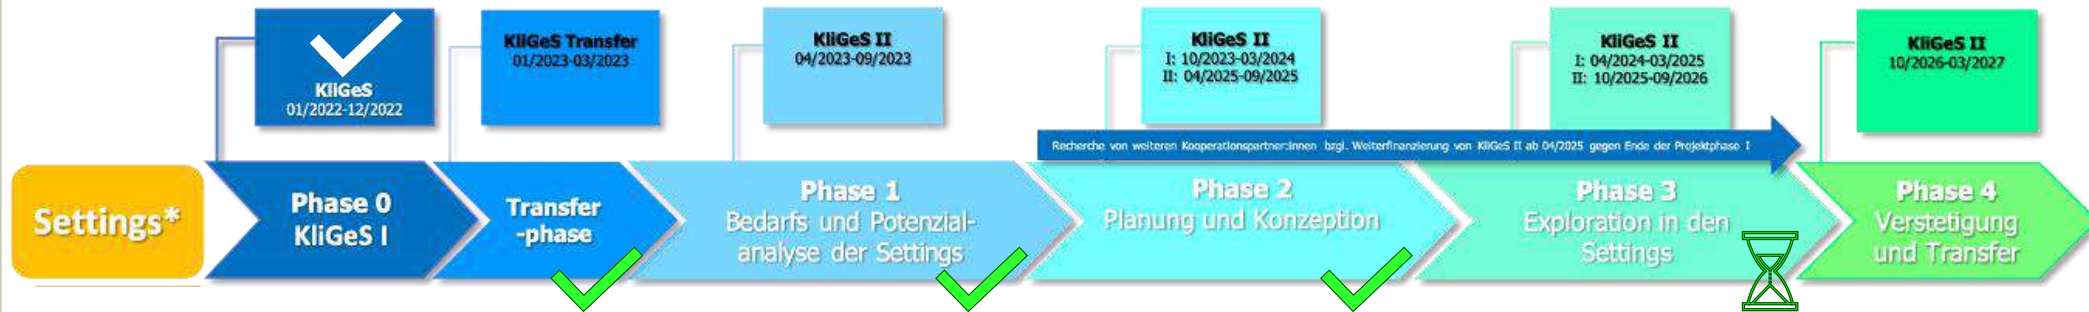 KliGeS
01/2022-12/2022
KliGeS Transfer
01/2023-03/2023
KliGeS II
04/2023-09/2023
KliGeS II
I: 10/2023-03/2024
II: 04/2025-09/2025
KliGeS II
I: 04/2024-03/2025
II: 10/2025-09/2026
KliGeS II
10/2026-03/2027
Recherche von weiteren Kooperationspartner:innen bzgl. Weiterfinanzierung von KliGeS II ab 04/2025 gegen Ende der Projektphase I
Settings*
Phase 0
KliGeS I
Transfer
-phase
Phase 1
Bedarfs und Potenzial-
analyse der Settings
Phase 2
Planung und Konzeption
Phase 3
Exploration in den
Settings
Phase 4
Verstetigung
und Transfer